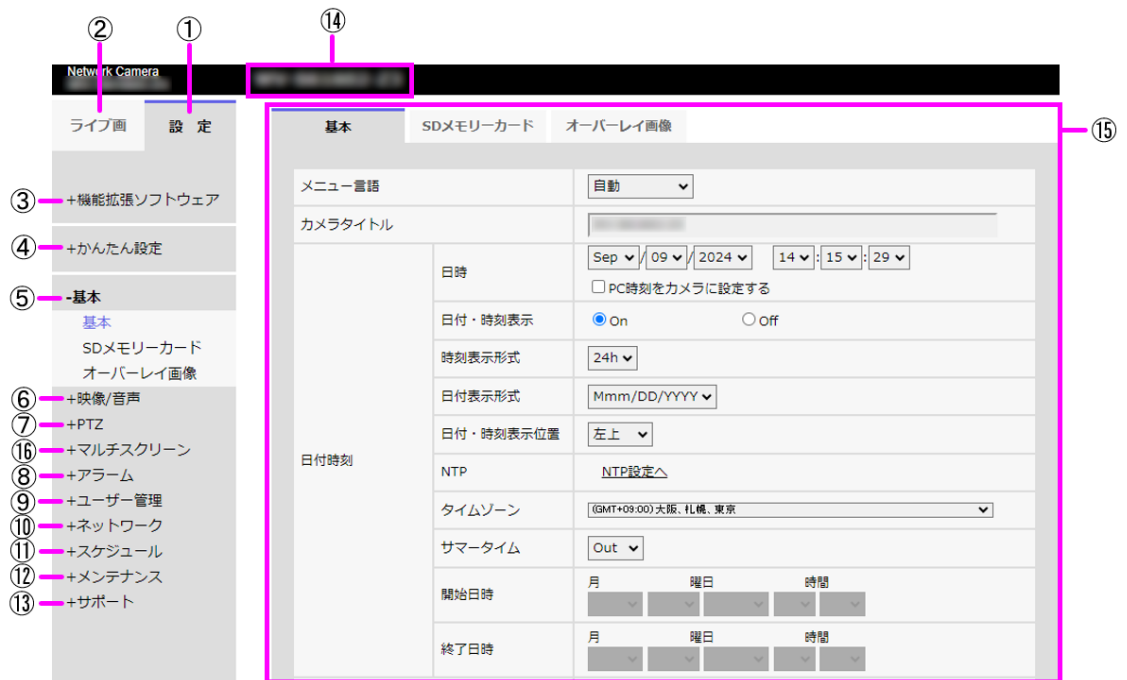 ② ① ⑭
Network Camera
ライブ画 設 定
基本 SDメモリーカード オーバーレイ画像
⑮
メニュー言語 自動
③ +機能拡張ソフトウェア
カメラタイトル
④ +かんたん設定
日付時刻
日時 Sep / 09 / 2024 14 : 15 : 29
PC時刻をカメラに設定する
⑤ -基本
基本
SDメモリーカード
オーバーレイ画像
日付・時刻表示 On Off
時刻表示形式 24h
⑥ +映像/音声
日付表示形式 Mmm/DD/YYYY
⑦ +PTZ
日付・時刻表示位置 左上
⑯ +マルチスクリーン
⑧ +アラーム
NTP NTP設定へ
⑨ +ユーザー管理
タイムゾーン (GMT+09:00)大阪、札幌、東京
⑩ +ネットワーク
⑪ +スケジュール
サマータイム Out
⑫ +メンテナンス
開始日時 月 曜日 時間
⑬ +サポート
終了日時 月 曜日 時間